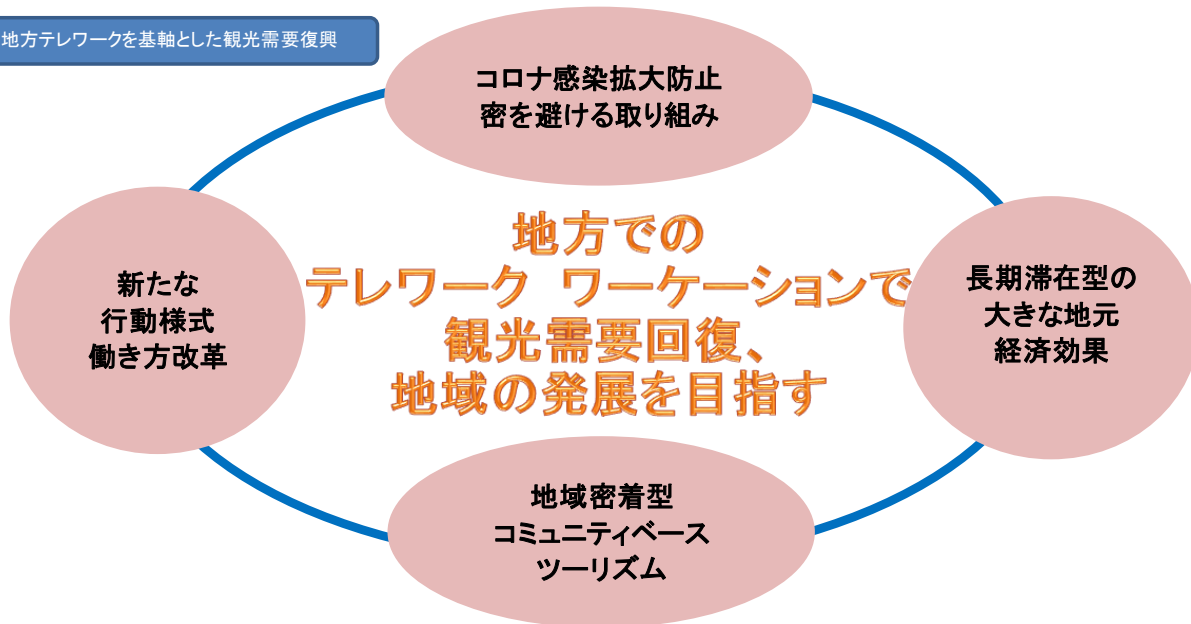 地方テレワークを基軸とした観光需要復興
コロナ感染拡大防止
密を避ける取り組み
新たな
行動様式
働き方改革
地方での
テレワーク ワーケーションで
観光需要回復、
地域の発展を目指す
長期滞在型の
大きな地元
経済効果
地域密着型
コミュニティベース
ツーリズム